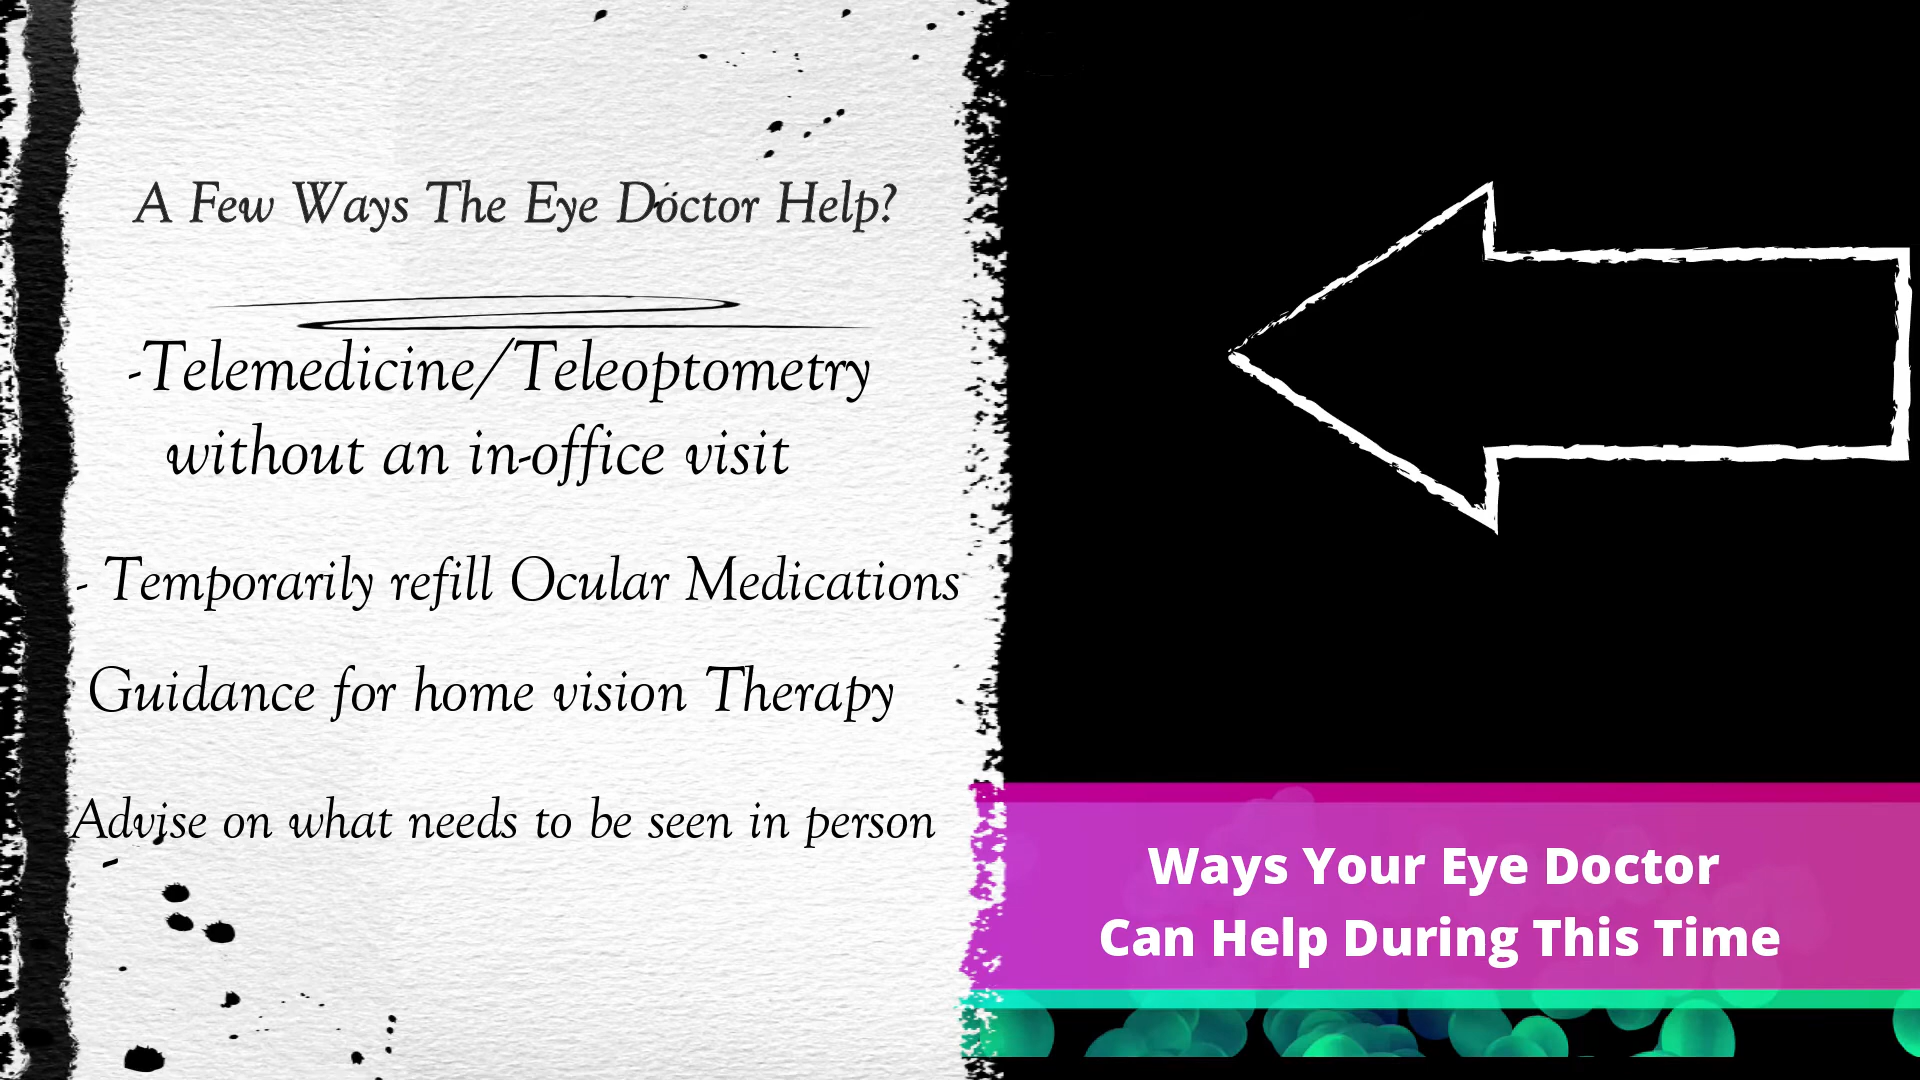 A Few Ways The Eye Doctor Help?
-Telemedicine/Teleoptometry
without an in-office visit
- Temporarily refill Ocular Medications
Guidance for home vision Therapy
Advise on what needs to be seen in person
-
Ways Your Eye Doctor
Can Help During This Time